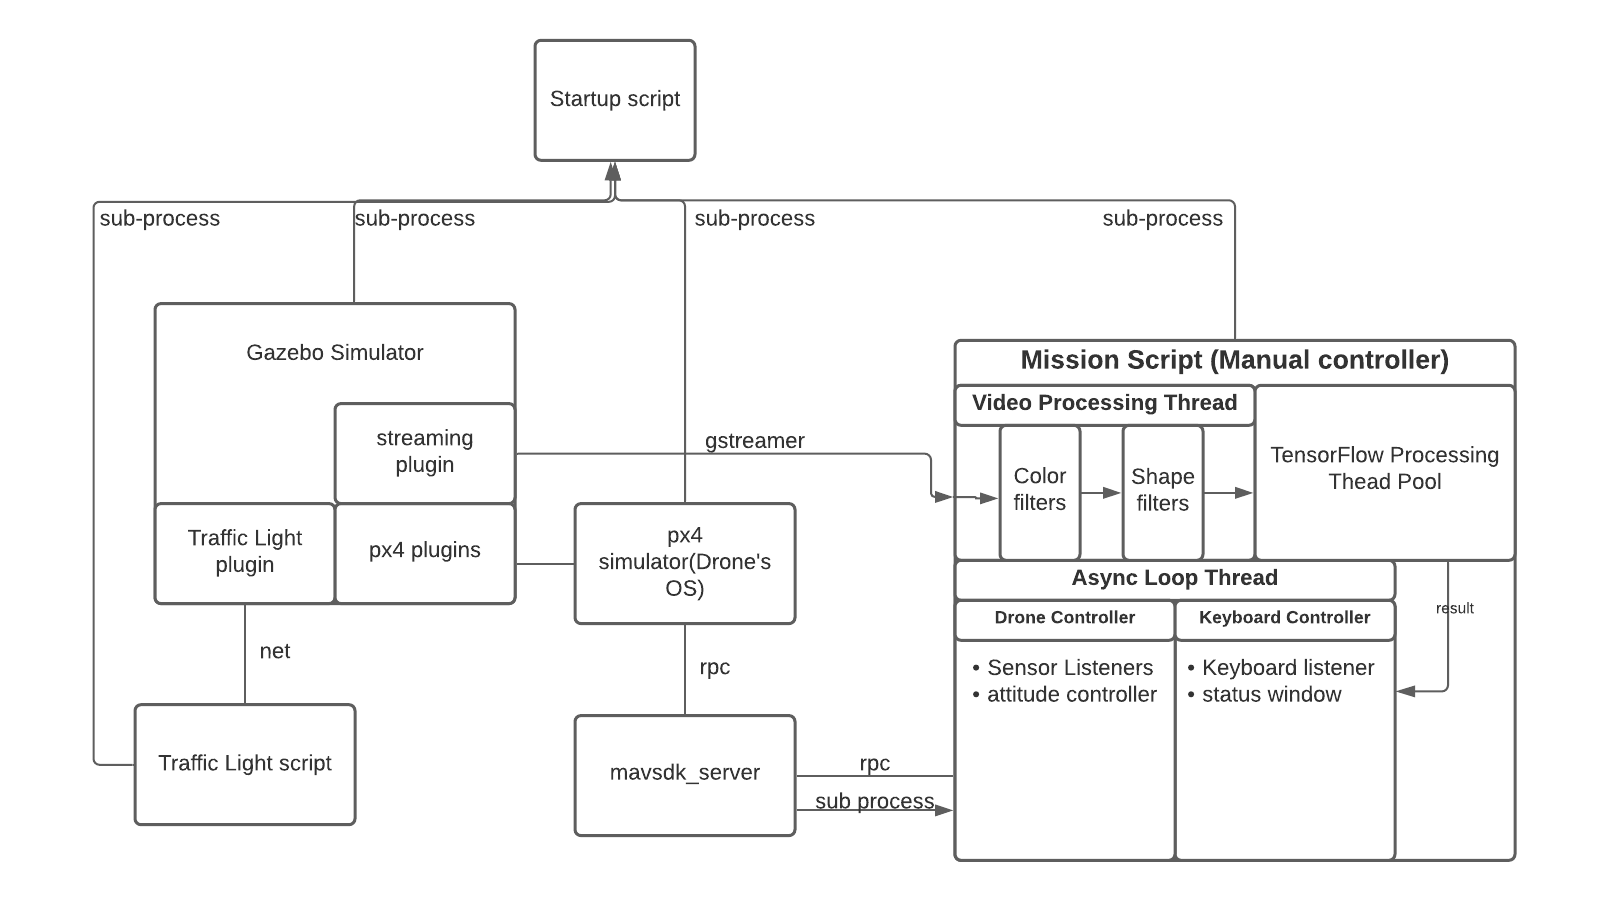 Startup script
sub-process
sub-process
sub-process
sub-process
Gazebo Simulator
streaming
plugin
Traffic Light
plugin
px4 plugins
net
Traffic Light script
gstreamer
px4
simulator(Drone's
OS)
rpc
mavsdk_server
rpc
sub process
Mission Script (Manual controller)
Video Processing Thread
Color
filters
Shape
filters
TensorFlow Processing
Thead Pool
Async Loop Thread
result
Drone Controller
• Sensor Listeners
• attitude controller
Keyboard Controller
• Keyboard listener
• status window